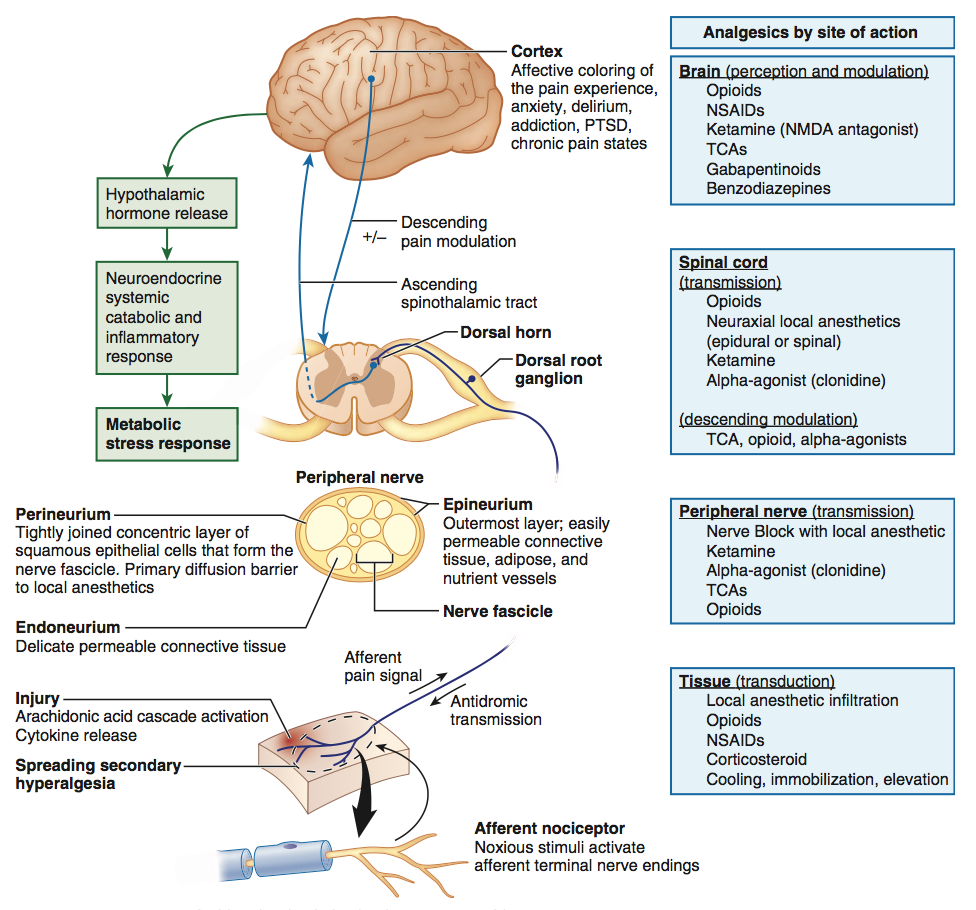 Cortex
Affective coloring of
the pain experience,
anxiety, delirium,
addiction, PTSD,
chronic pain states
Hypothalamic
hormone release
Neuroendocrine
systemic
catabolic and
inflammatory
response
Metabolic
stress response
+/–
Descending
pain modulation
Ascending
spinothalamic tract
Dorsal horn
Dorsal root
ganglion
Peripheral nerve
Perineurium
Tightly joined concentric layer of
squamous epithelial cells that form the
nerve fascicle. Primary diffusion barrier
to local anesthetics
Endoneurium
Delicate permeable connective tissue
Epineurium
Outermost layer; easily
permeable connective
tissue, adipose, and
nutrient vessels
Nerve fascicle
Afferent
pain signal
Antidromic
transmission
Injury
Arachidonic acid cascade activation
Cytokine release
Spreading secondary
hyperalgesia
Afferent nociceptor
Noxious stimuli activate
afferent terminal nerve endings
Analgesics by site of action
Brain (perception and modulation)
Opioids
NSAIDs
Ketamine (NMDA antagonist)
TCAs
Gabapentinoids
Benzodiazepines
Spinal cord
(transmission)
Opioids
Neuraxial local anesthetics
(epidural or spinal)
Ketamine
Alpha-agonist (clonidine)
(descending modulation)
TCA, opioid, alpha-agonists
Peripheral nerve (transmission)
Nerve Block with local anesthetic
Ketamine
Alpha-agonist (clonidine)
TCAs
Opioids
Tissue (transduction)
Local anesthetic infiltration
Opioids
NSAIDs
Corticosteroid
Cooling, immobilization, elevation